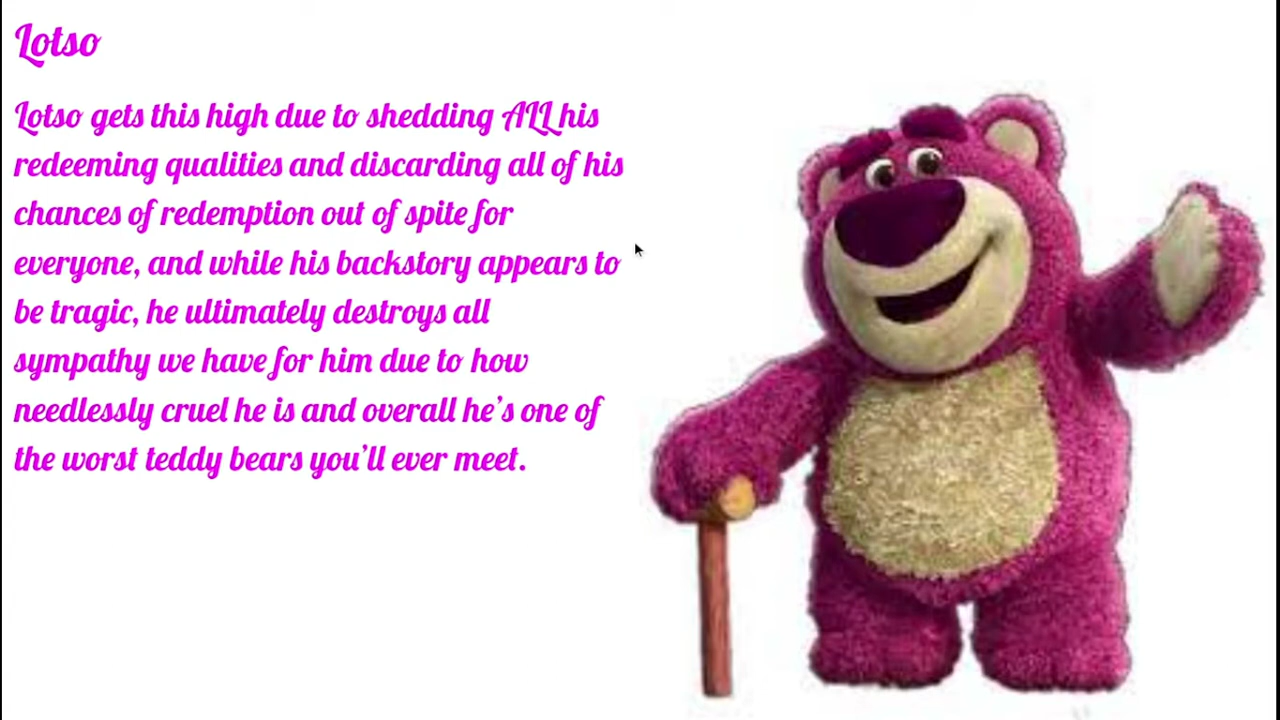 Lotso
Lotso gets this high due to shedding ALL his
redeeming qualities and discarding all of his
chances of redemption out of spite for
everyone, and while his backstory appears to
be tragic, he ultimately destroys all
sympathy we have for him due to how
needlessly cruel he is and overall he’s one of
the worst teddy bears you’ll ever meet.